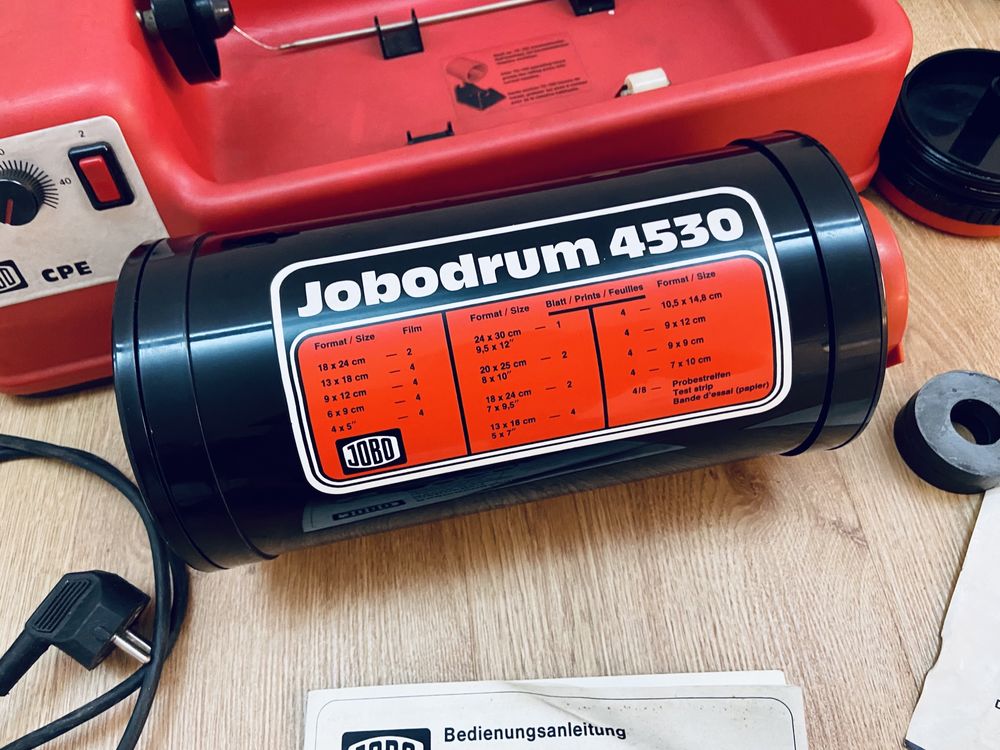 2
40
CPE
Jobodrum 4530
Format / Size Film
18 x 24 cm — 2
13 x 18 cm — 4
9 x 12 cm — 4
6 x 9 cm — 4
4 x 5"
JOBO
Format / Size Blatt / Prints / Feuilles
24 x 30 cm — 1
9,5 x 12"
20 x 25 cm — 2
8 x 10"
18 x 24 cm — 2
7 x 9,5"
13 x 18 cm — 4
5 x 7"
Format / Size
4 — 10,5 x 14,8 cm
4 — 9 x 12 cm
4 — 9 x 9 cm
4 — 7 x 10 cm
4/8 — Probestreifen
Test strip
Bande d'essai (papier)
JOBO
Bedienungsanleitung